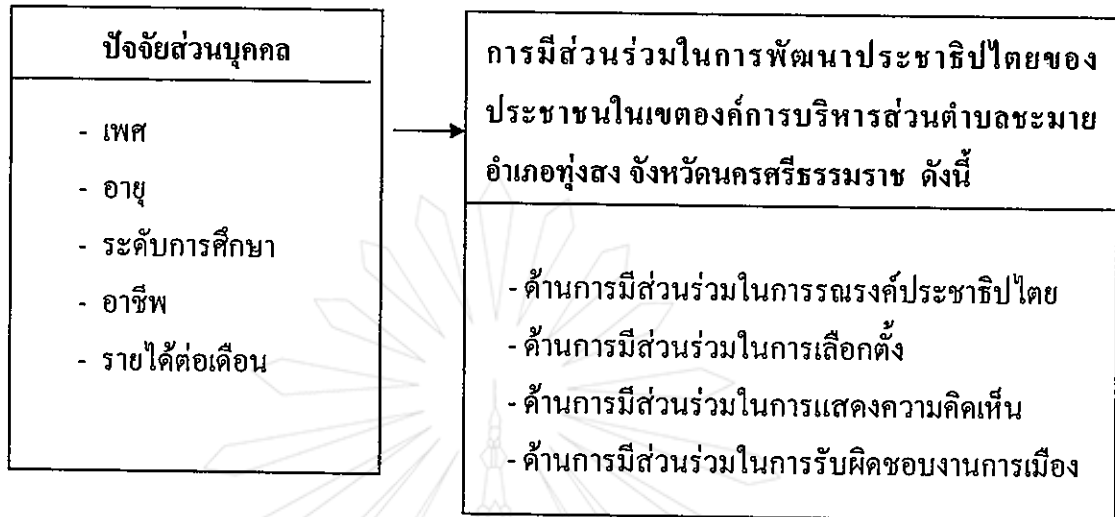 ปัจจัยส่วนบุคคล
- เพศ
- อายุ
- ระดับการศึกษา
- อาชีพ
- รายได้ต่อเดือน
การมีส่วนร่วมในการพัฒนาประชาธิปไตยของ
ประชาชนในเขตองค์การบริหารส่วนตำบลชะมาย
อำเภอทุ่งสง จังหวัดนครศรีธรรมราช ดังนี้
- ด้านการมีส่วนร่วมในการรณรงค์ประชาธิปไตย
- ด้านการมีส่วนร่วมในการเลือกตั้ง
- ด้านการมีส่วนร่วมในการแสดงความคิดเห็น
- ด้านการมีส่วนร่วมในการรับผิดชอบงานการเมือง